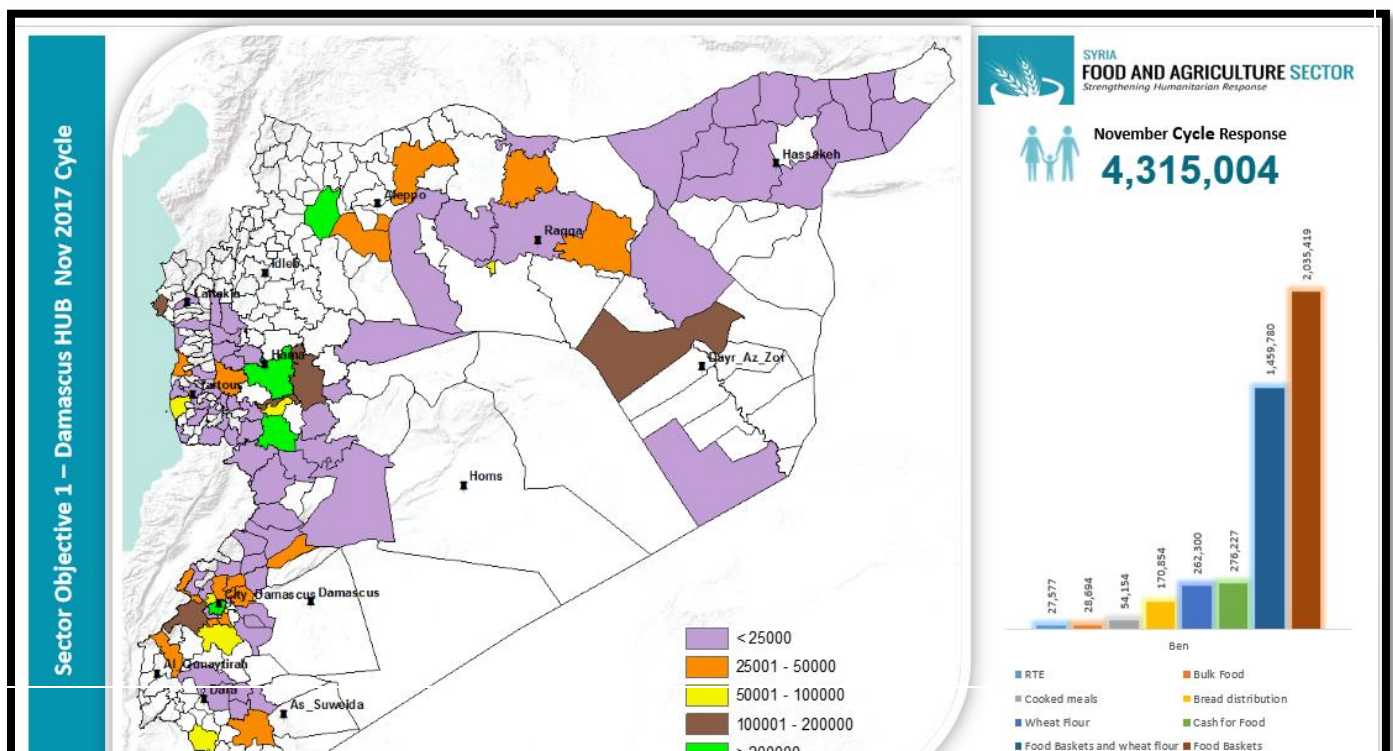 Sector Objective 1 – Damascus HUB Nov 2017 Cycle
SYRIA
FOOD AND AGRICULTURE SECTOR
Strengthening Humanitarian Response
November Cycle Response
4,315,004
Hassakeh
Aleppo
Raqqa
Idleb
Lattakia
Hama
Dayr_Az_Zor
Tartous
Homs
City_Damascus
Damascus
Al_Qunaytirah
Dara
As_Suweida
< 25000
25001 - 50000
50001 - 100000
100001 - 200000
> 200000
27,577
28,694
54,154
170,854
262,300
276,227
1,459,780
2,035,419
Ben
RTE
Bulk Food
Cooked meals
Bread distribution
Wheat Flour
Cash for Food
Food Baskets and wheat flour
Food Baskets